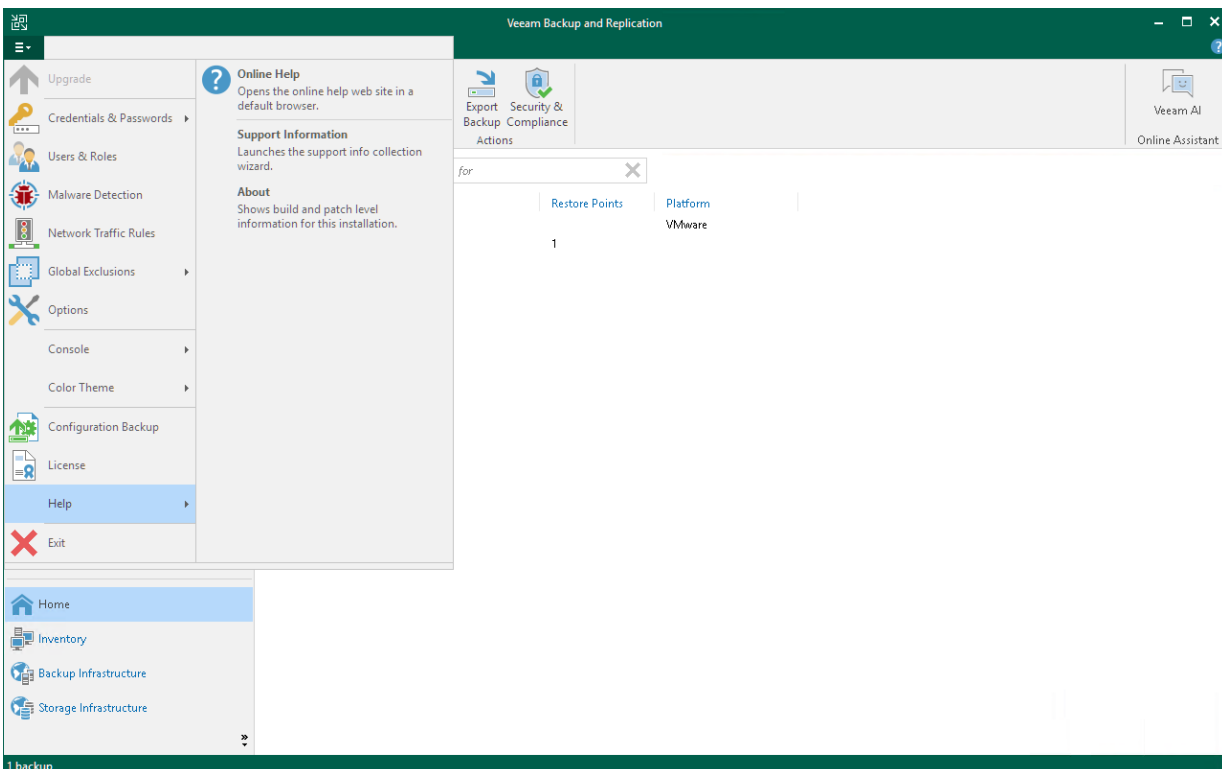 Veeam Backup and Replication
Upgrade
Credentials & Passwords
Users & Roles
Malware Detection
Network Traffic Rules
Global Exclusions
Options
Console
Color Theme
Configuration Backup
License
Help
Exit
Online Help
Opens the online help web site in a
default browser.
Support Information
Launches the support info collection
wizard.
About
Shows build and patch level
information for this installation.
Export
Backup
Security &
Compliance
Actions
Veeam AI
Online Assistant
for
Restore Points
Platform
VMware
1
Home
Inventory
Backup Infrastructure
Storage Infrastructure
1 backup